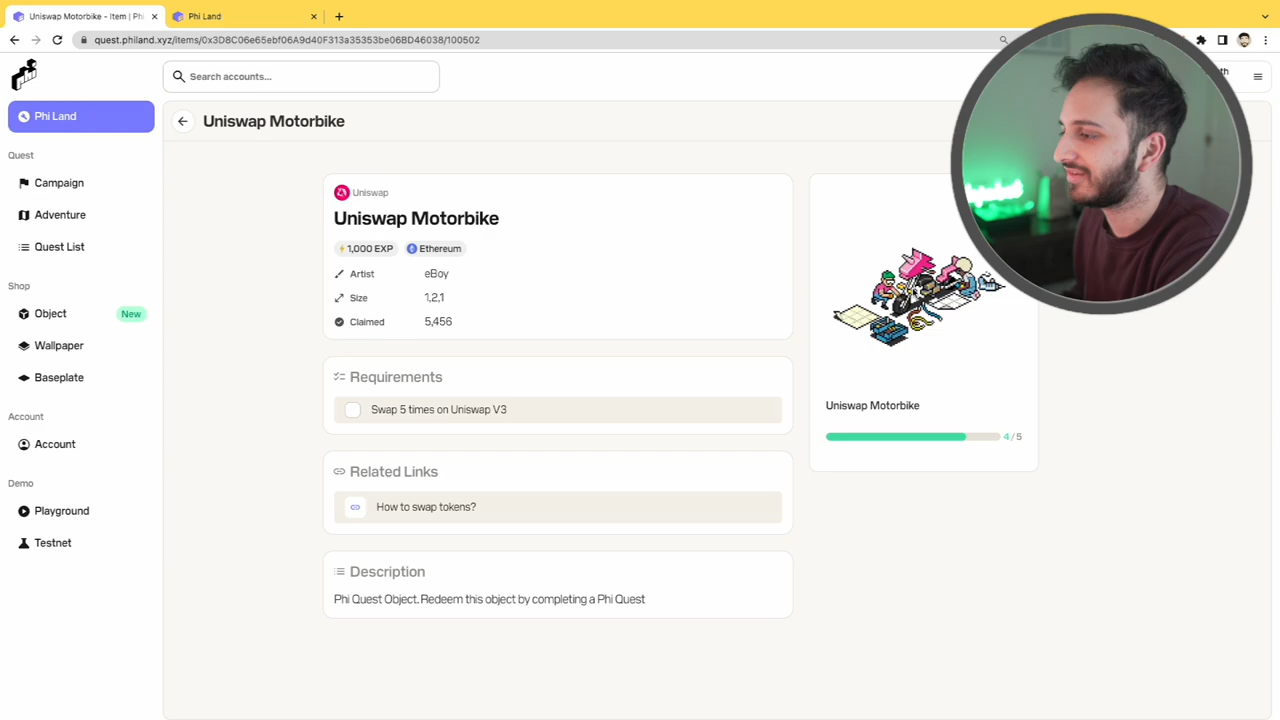 Uniswap Motorbike – Item | Phi
Phi Land
quest.philand.xyz/items/0x3D8C06e65ebf06A9d40F313a35353be06BD46038/100502
Search accounts...
Phi Land
Uniswap Motorbike
Quest
Campaign
Adventure
Quest List
Shop
Object
New
Wallpaper
Baseplate
Account
Account
Demo
Playground
Testnet
Uniswap
Uniswap Motorbike
1,000 EXP
Ethereum
Artist
eBoy
Size
1,2,1
Claimed
5,456
Requirements
Swap 5 times on Uniswap V3
Related Links
How to swap tokens?
Description
Phi Quest Object. Redeem this object by completing a Phi Quest
Uniswap Motorbike
4/5